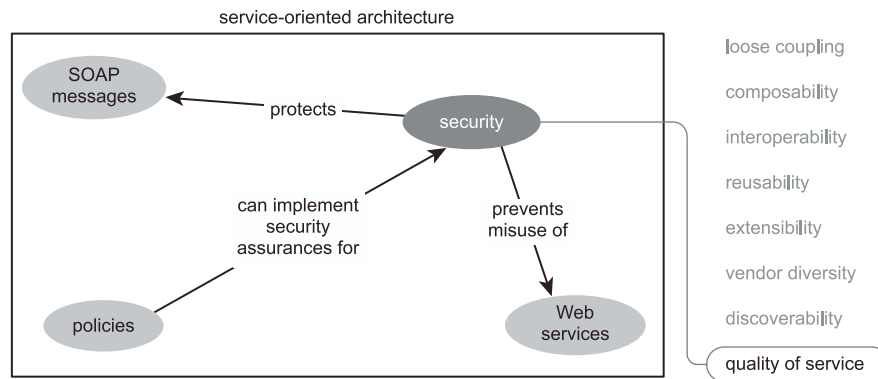 service-oriented architecture
SOAP
messages
protects
security
can implement
security
assurances for
prevents
misuse of
policies
Web
services
loose coupling
composability
interoperability
reusability
extensibility
vendor diversity
discoverability
quality of service